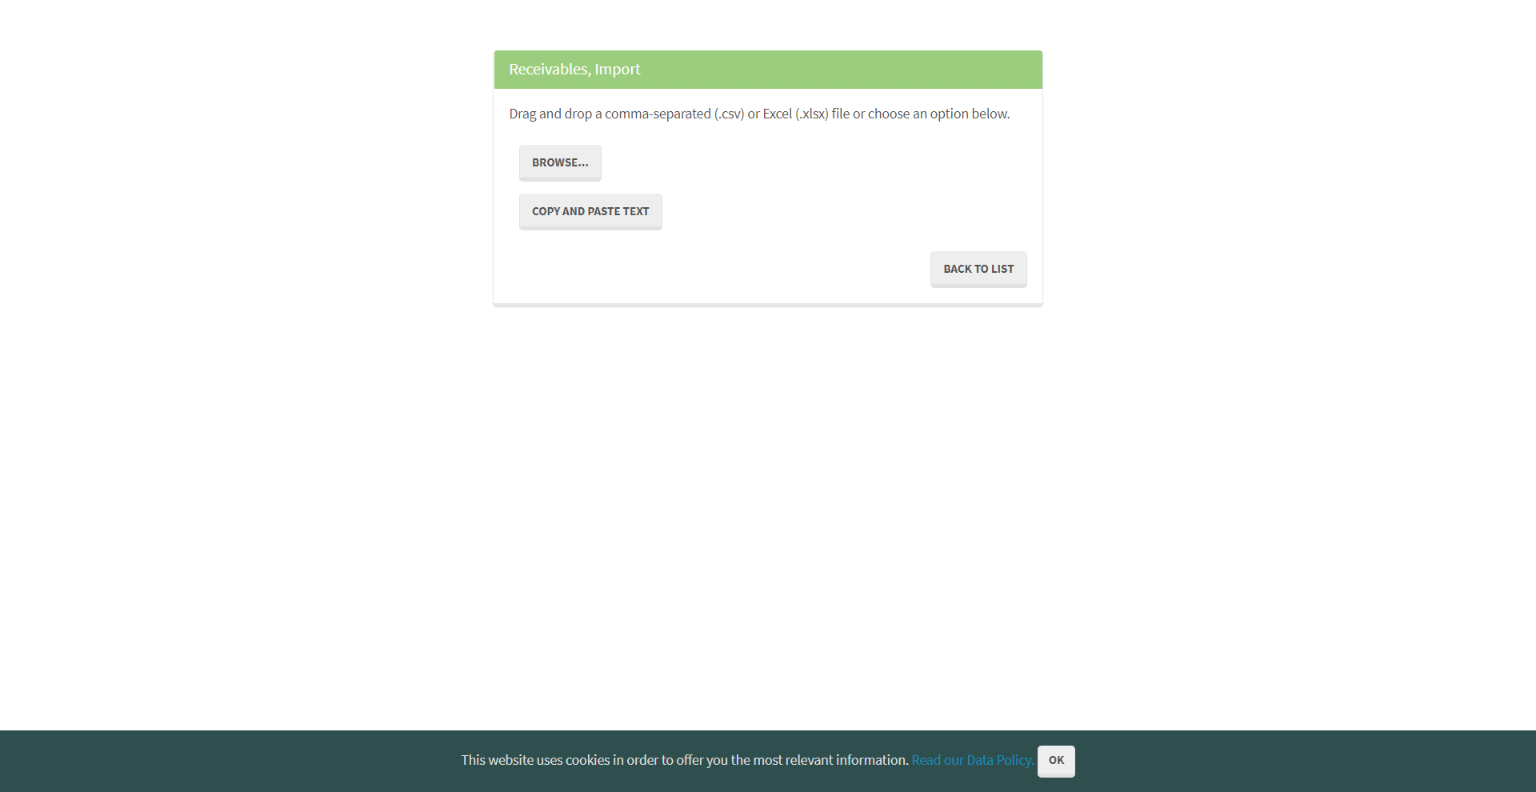 Receivables, Import
Drag and drop a comma-separated (.csv) or Excel (.xlsx) file or choose an option below.
BROWSE...
COPY AND PASTE TEXT
BACK TO LIST
This website uses cookies in order to offer you the most relevant information. Read our Data Policy. OK